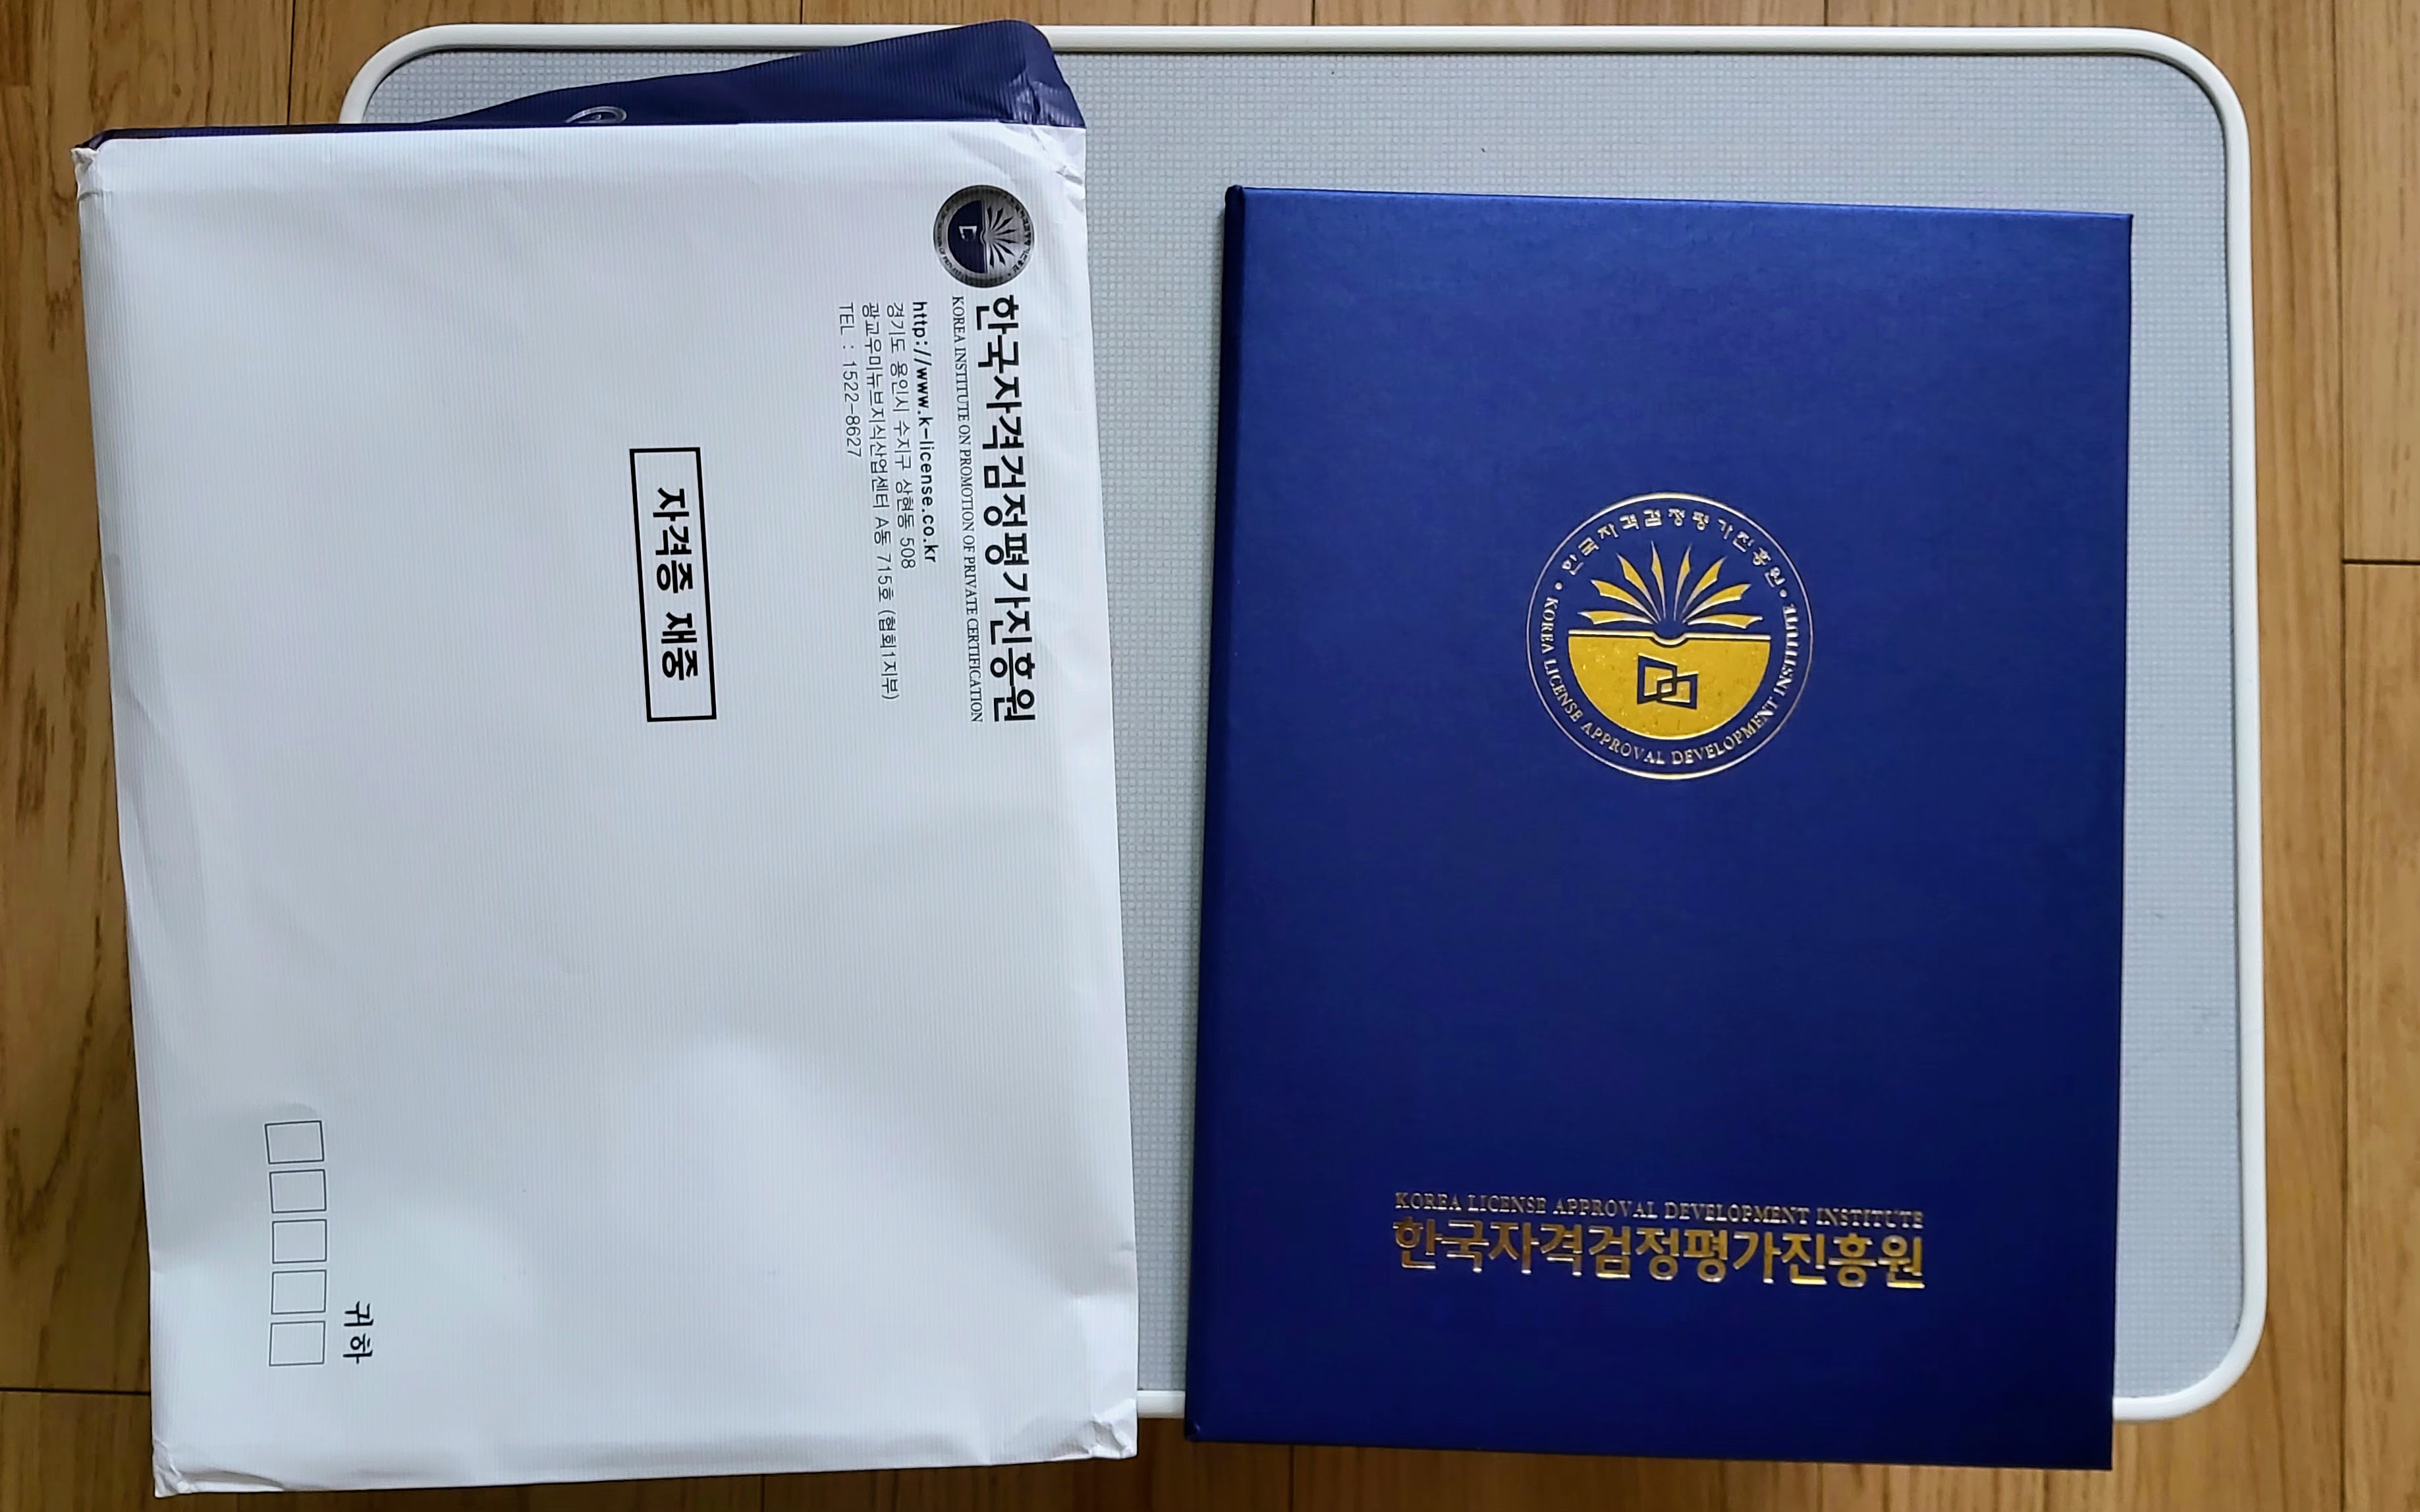 한국자격검정평가진흥원
KOREA INSTITUTE ON PROMOTION OF PRIVATE CERTIFICATION
http://www.k-license.co.kr
경기도 용인시 수지구 상현동 508
광교우미뉴브지식산업센터 A동 715호 (협회1지부)
TEL : 1522-8627
자격증 재중
귀하
한국자격검정평가진흥원
KOREA LICENSE APPROVAL DEVELOPMENT INSTITUTE
KOREA LICENSE APPROVAL DEVELOPMENT INSTITUTE
한국자격검정평가진흥원